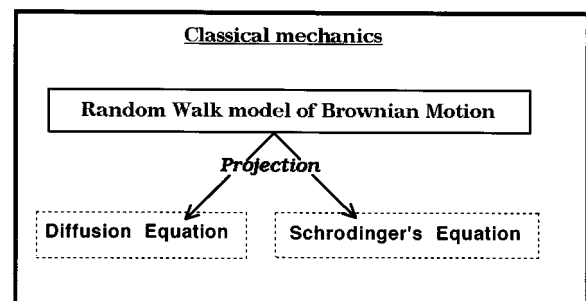 Classical mechanics
Random Walk model of Brownian Motion
Projection
Diffusion Equation
Schrodinger's Equation